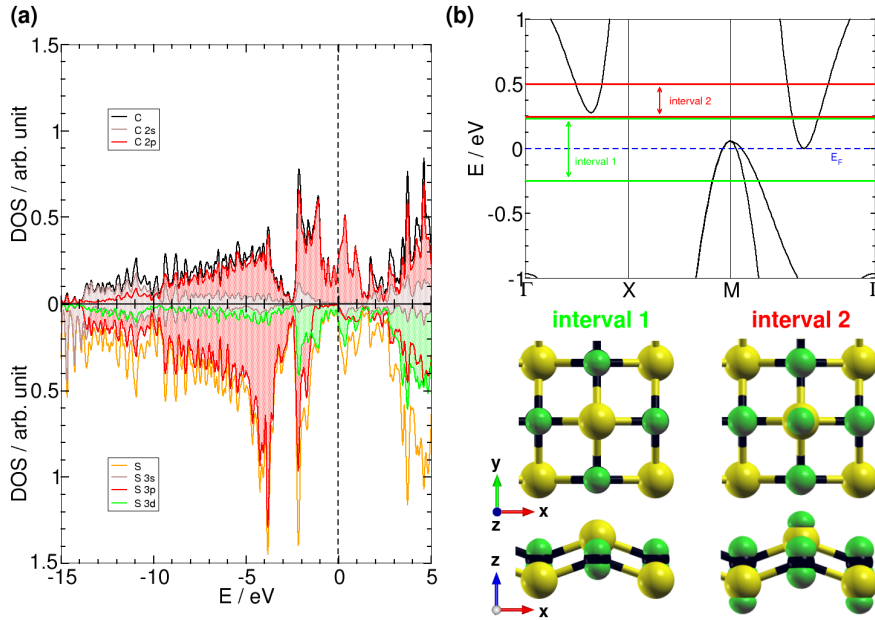 (a)
1.5
1
0.5
0
0.5
1
1.5
DOS / arb. unit
DOS / arb. unit
C
C 2s
C 2p
S
S 3s
S 3p
S 3d
-15
-10
-5
0
5
E / eV
(b)
1
0.5
0
-0.5
-1
E / eV
interval 2
interval 1
E_F
Γ
X
M
Γ
interval 1
interval 2
y
z
x
z
x